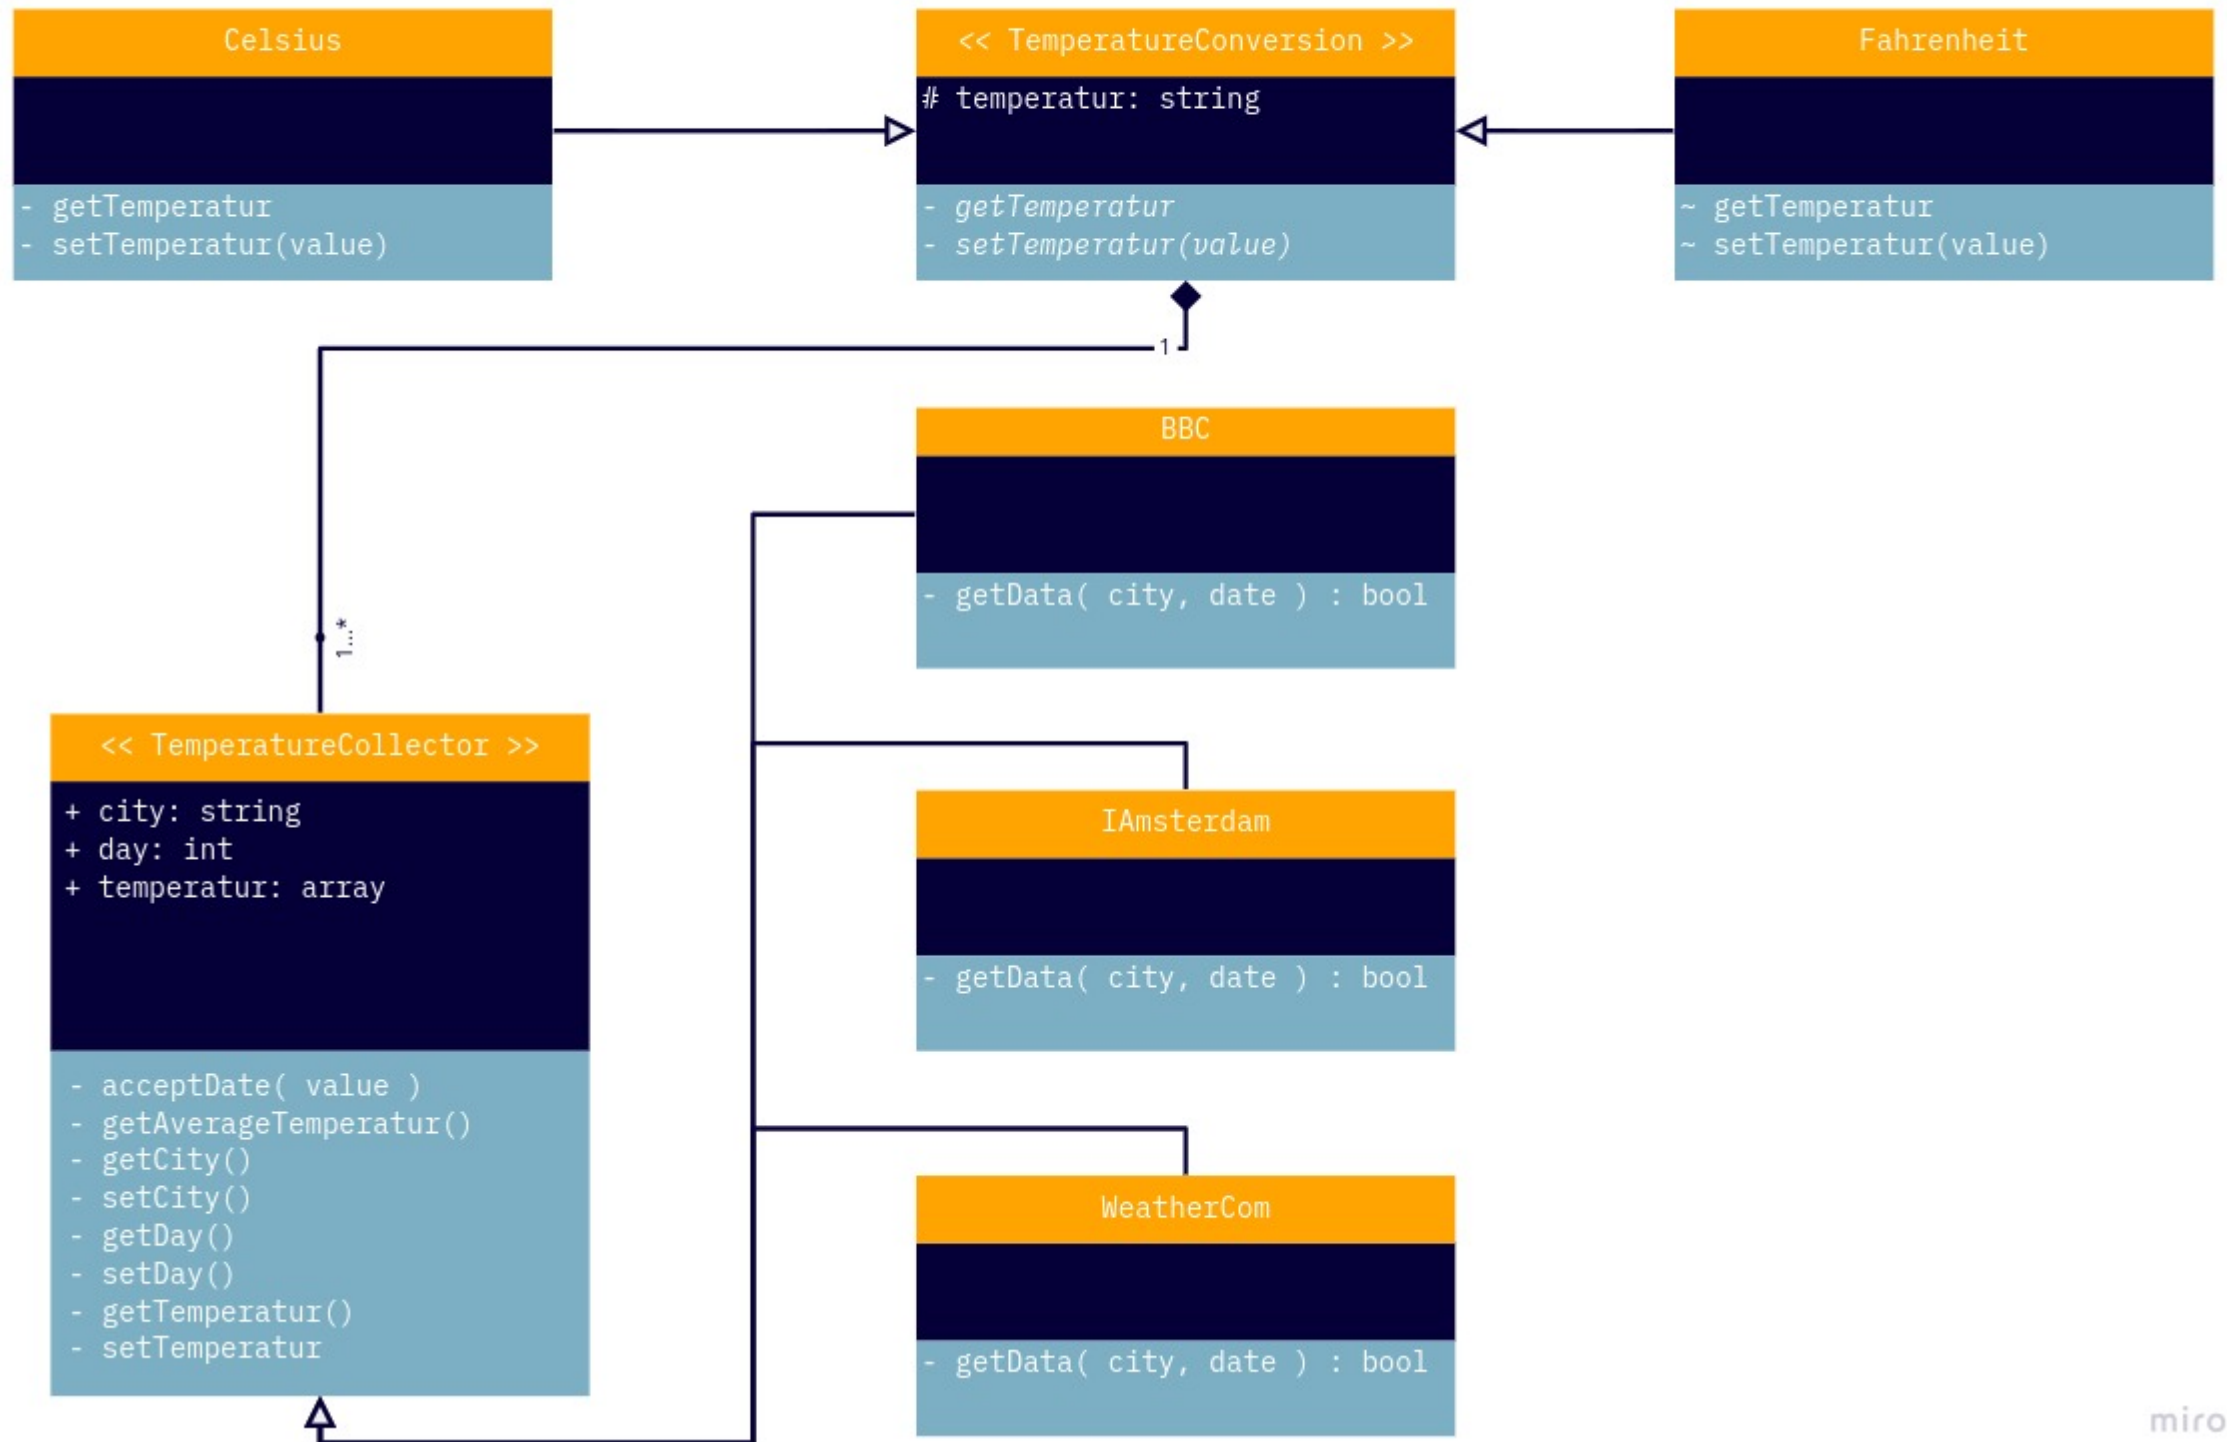 Celsius
- getTemperatur
- setTemperatur(value)
<< TemperatureConversion >>
# temperatur: string
- getTemperatur
- setTemperatur(value)
Fahrenheit
~ getTemperatur
~ setTemperatur(value)
1
1...*
BBC
- getData( city, date ) : bool
<< TemperatureCollector >>
+ city: string
+ day: int
+ temperatur: array
- acceptDate( value )
- getAverageTemperatur()
- getCity()
- setCity()
- getDay()
- setDay()
- getTemperatur()
- setTemperatur
IAmsterdam
- getData( city, date ) : bool
WeatherCom
- getData( city, date ) : bool
miro